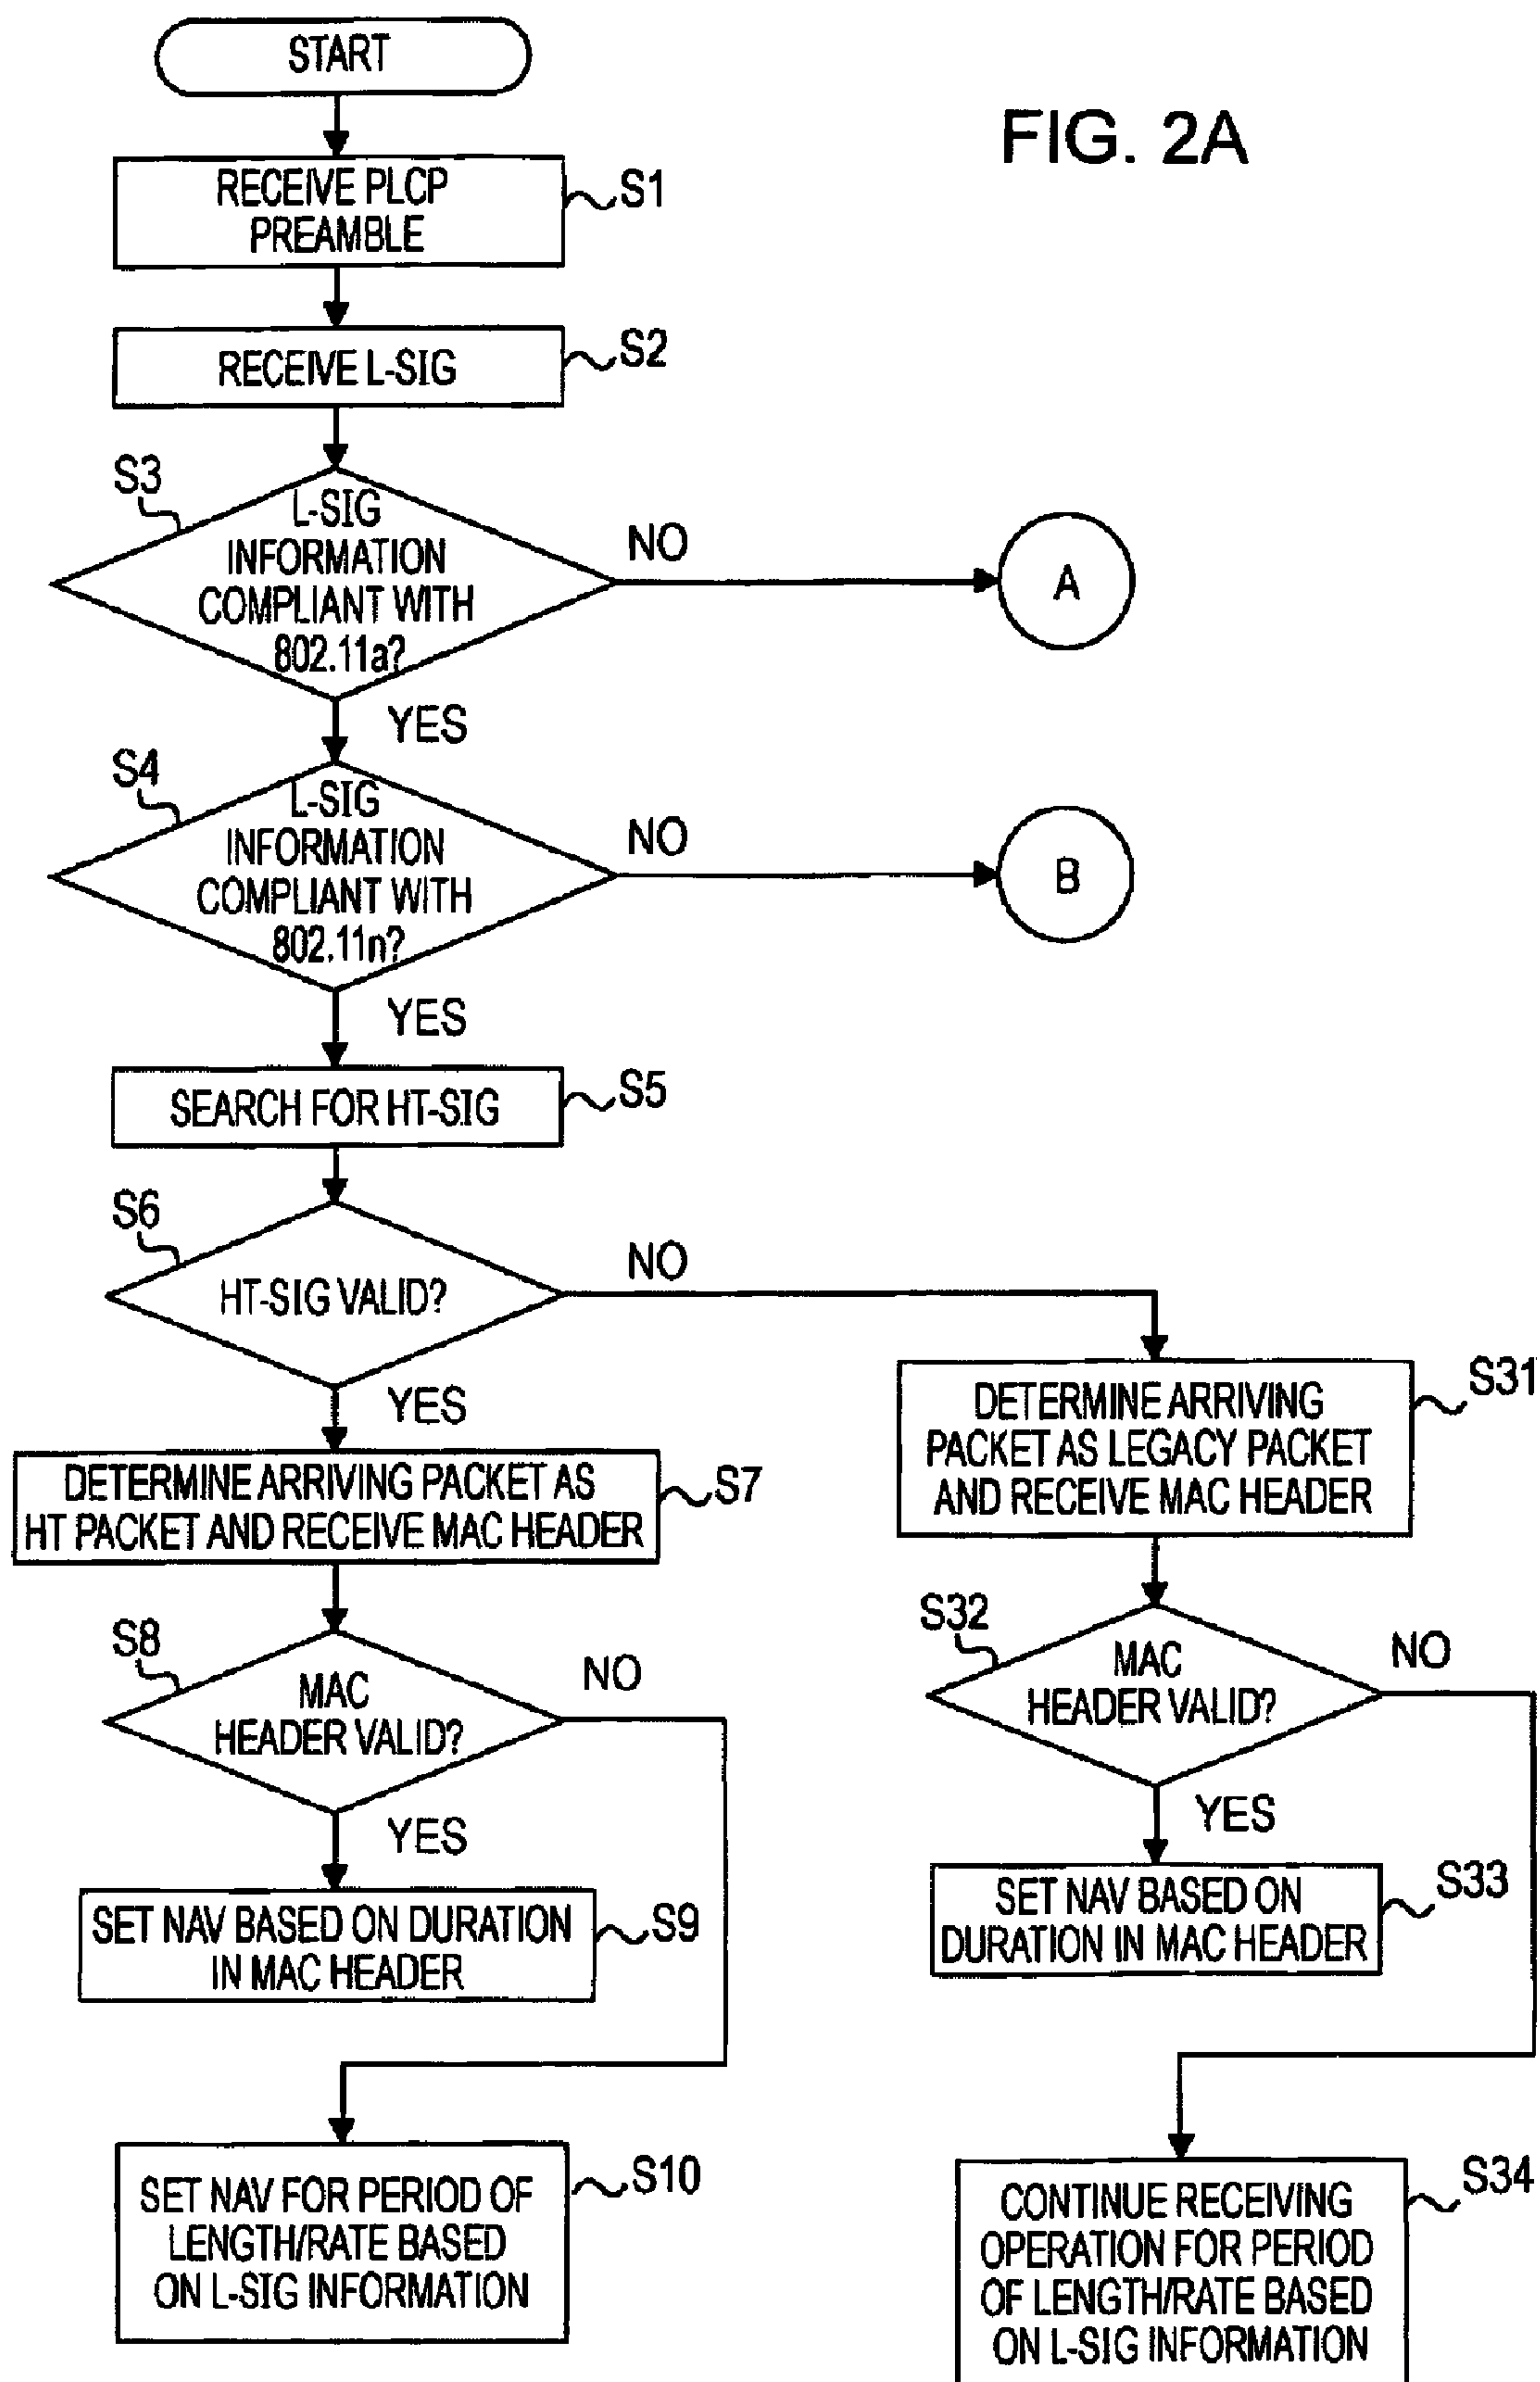 START
FIG. 2A
RECEIVE PLCP
PREAMBLE
S1
RECEIVE L-SIG
S2
S3
L-SIG
INFORMATION
COMPLIANT WITH
802.11a?
NO
A
YES
S4
L-SIG
INFORMATION
COMPLIANT WITH
802.11n?
NO
B
YES
SEARCH FOR HT-SIG
S5
S6
HT-SIG VALID?
NO
YES
DETERMINE ARRIVING PACKET AS
HT PACKET AND RECEIVE MAC HEADER
S7
DETERMINE ARRIVING
PACKET AS LEGACY PACKET
AND RECEIVE MAC HEADER
S31
S8
MAC
HEADER VALID?
NO
YES
S32
MAC
HEADER VALID?
NO
YES
SET NAV BASED ON DURATION
IN MAC HEADER
S9
SET NAV BASED ON
DURATION IN MAC HEADER
S33
SET NAV FOR PERIOD OF
LENGTH/RATE BASED
ON L-SIG INFORMATION
S10
CONTINUE RECEIVING
OPERATION FOR PERIOD
OF LENGTH/RATE BASED
ON L-SIG INFORMATION
S34